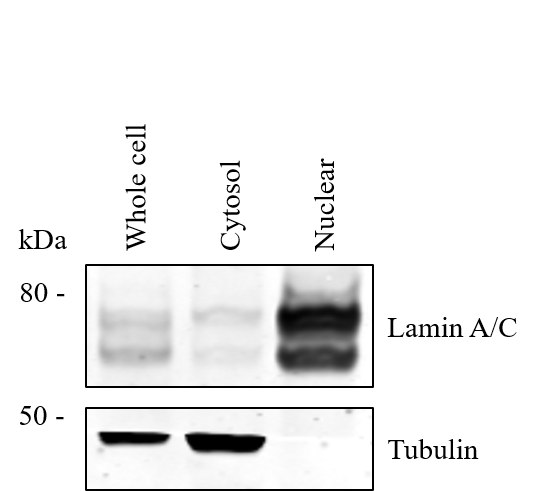 Whole cell
Cytosol
Nuclear
kDa
80 -
Lamin A/C
50 -
Tubulin